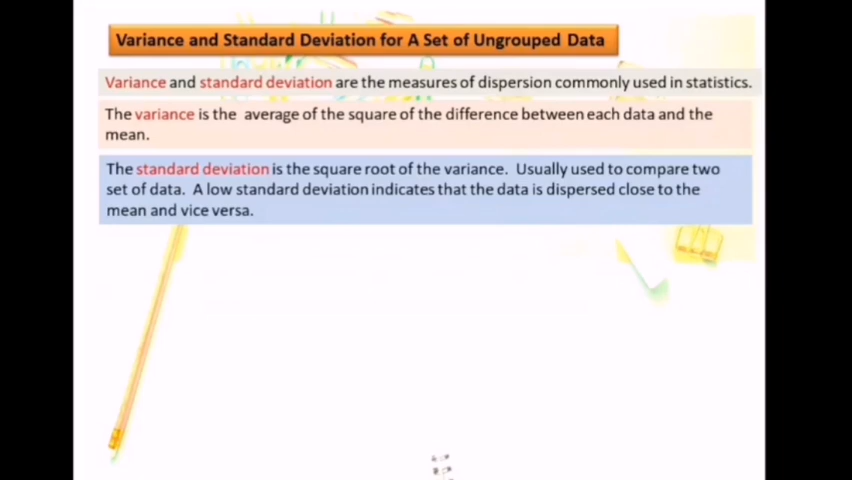 Variance and Standard Deviation for A Set of Ungrouped Data
Variance and standard deviation are the measures of dispersion commonly used in statistics.
The variance is the average of the square of the difference between each data and the
mean.
The standard deviation is the square root of the variance. Usually used to compare two
set of data. A low standard deviation indicates that the data is dispersed close to the
mean and vice versa.